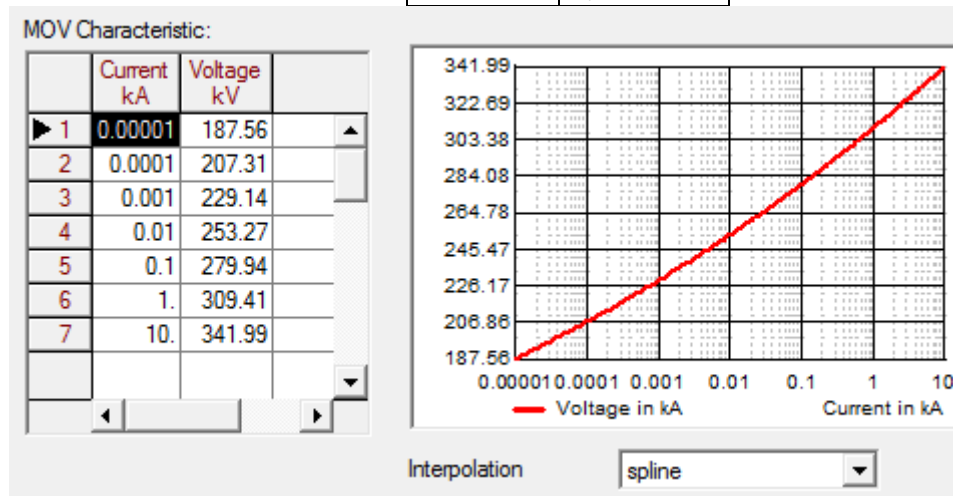 MOV Characteristic:
Current Voltage
kA kV
1 0.00001 187.56
2 0.0001 207.31
3 0.001 229.14
4 0.01 253.27
5 0.1 279.94
6 1. 309.41
7 10. 341.99
341.99
322.69
303.38
284.08
264.78
245.47
226.17
206.86
187.56
0.00001 0.0001 0.001 0.01 0.1 1 10
Voltage in kA Current in kA
Interpolation spline